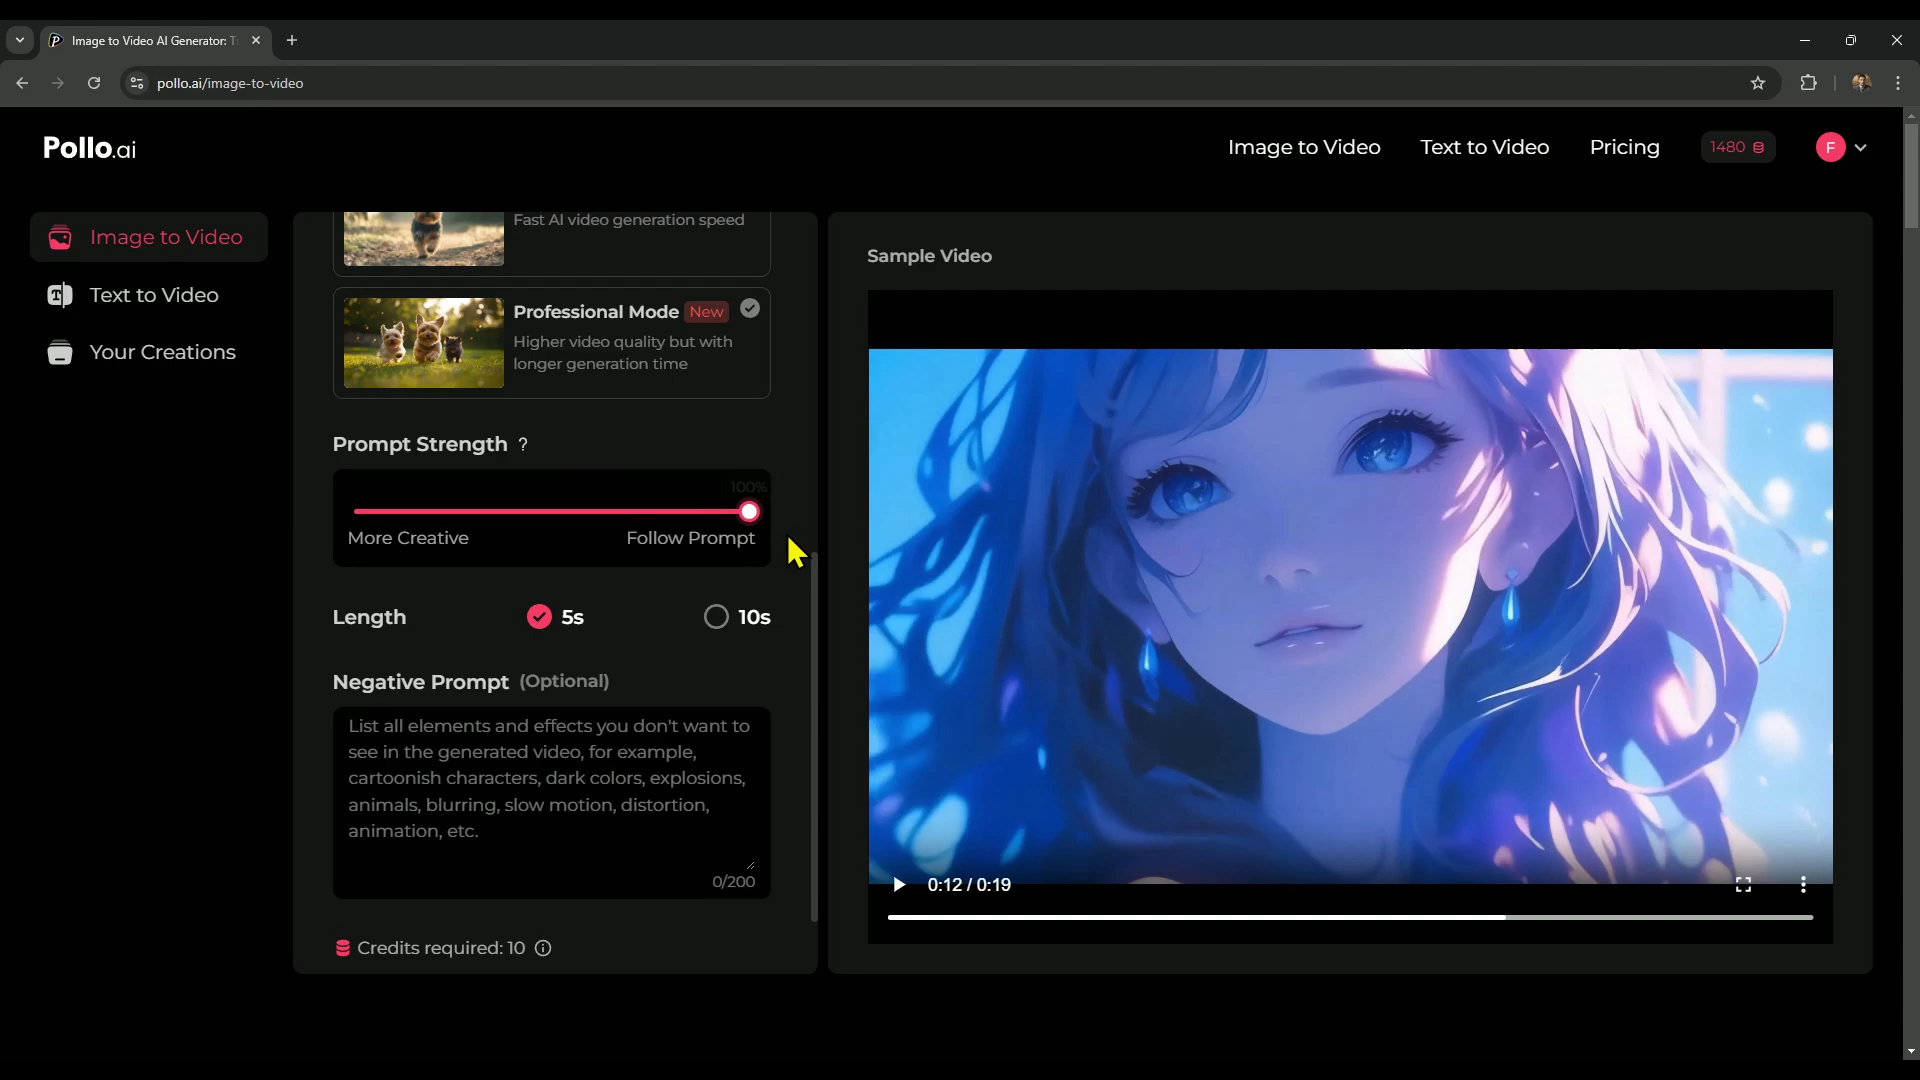 Image to Video AI Generator: T
pollo.ai/image-to-video
Pollo.ai
Image to Video
Text to Video
Pricing
1480
F
Image to Video
Text to Video
Your Creations
Fast AI video generation speed
Professional Mode New
Higher video quality but with
longer generation time
Prompt Strength ?
100%
More Creative
Follow Prompt
Length
5s
10s
Negative Prompt (Optional)
List all elements and effects you don't want to
see in the generated video, for example,
cartoonish characters, dark colors, explosions,
animals, blurring, slow motion, distortion,
animation, etc.
0/200
Credits required: 10
Sample Video
0:12 / 0:19